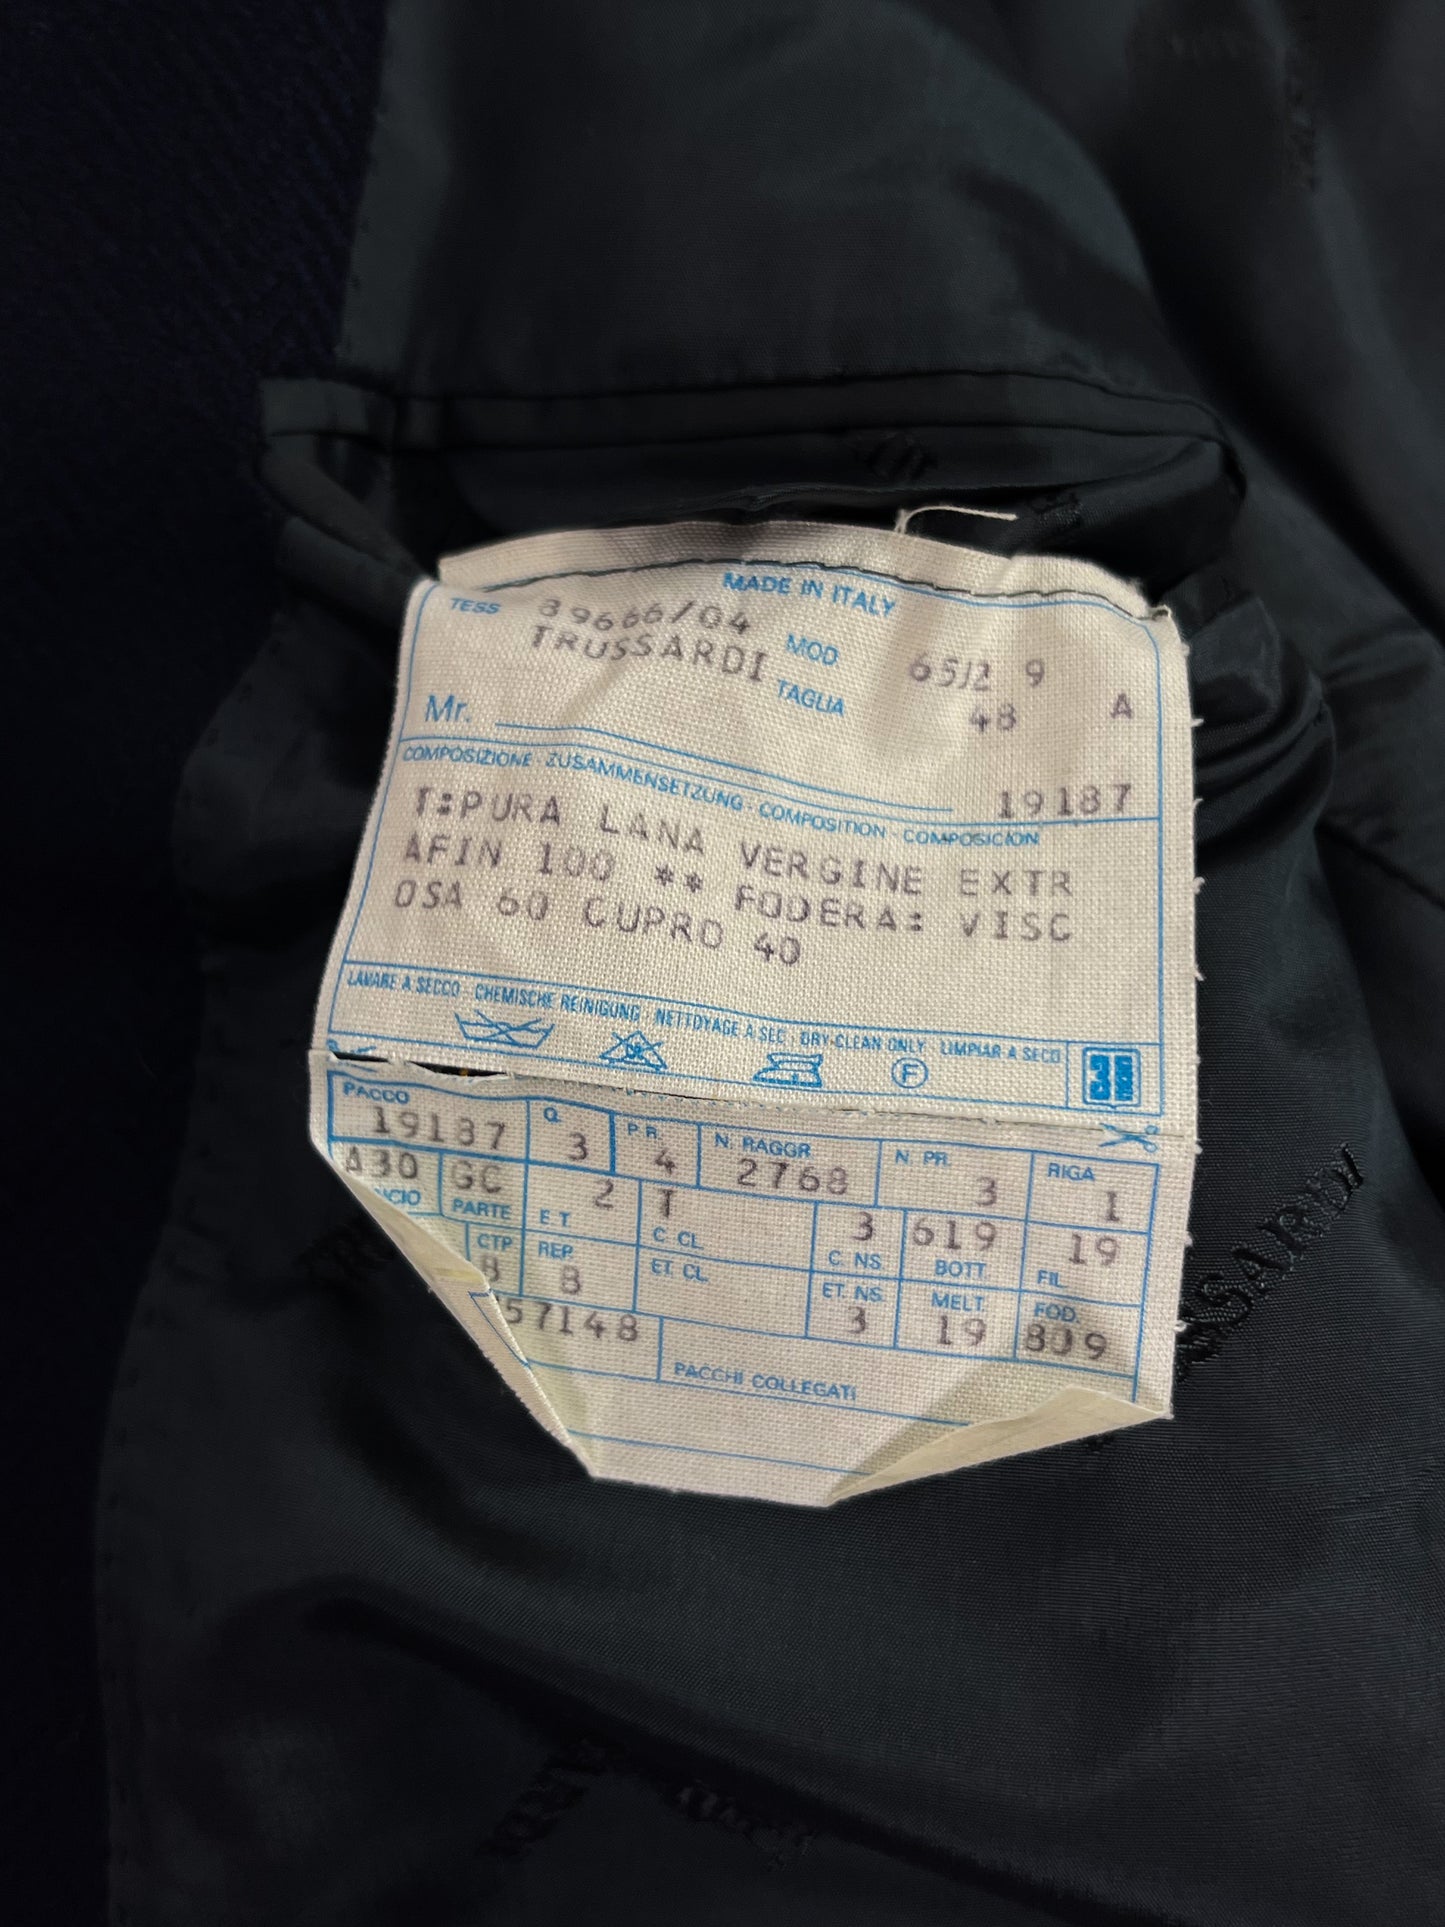 MADE IN ITALY
TESS 39666/04 MOD 65J2 9
TRUSSARDI TAGLIA 48 A
Mr.
19187
COMPOSIZIONE · ZUSAMMENSETZUNG · COMPOSITION COMPOSICION
T:PURA LANA VERGINE EXTR
AFIN 100 ** FODERA: VISC
OSA 60 CUPRO 40
LAVARE A SECCO · CHEMISCHE REINIGUNG · NETTOYAGE A SEC · DRY-CLEAN ONLY LIMPIAR A SECO
F
PACCO Q. P.R. N. RAGGR. N. PR. RIGA
19187 3 4 2768 3 1
A30 GC 2 T 3 619 19
PARTE E.T. C. CL. C. NS. BOTT. FIL.
CTP REP. ET. CL. ET. NS. MELT. FOD.
8 8 3 19 809
57148
PACCHI COLLEGATI